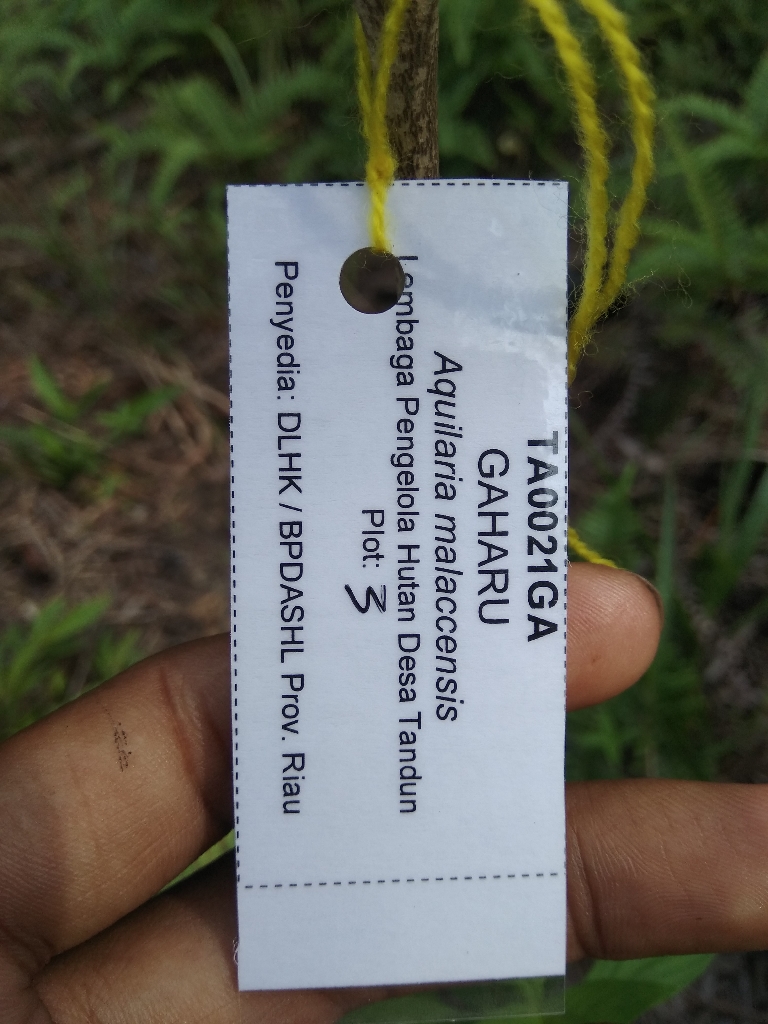 TA0021GA
GAHARU
Aquilaria malaccensis
Lembaga Pengelola Hutan Desa Tandun
Plot: 3
Penyedia: DLHK / BPDASHL Prov. Riau